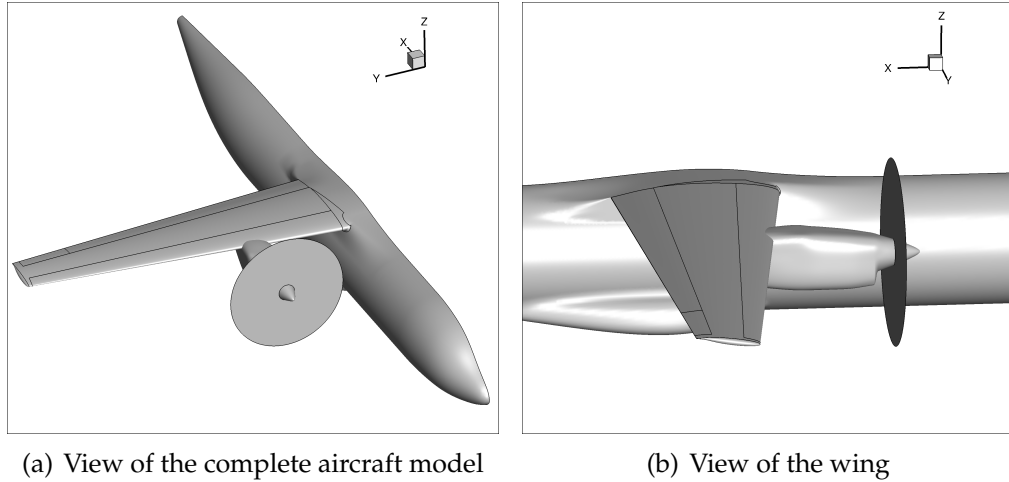 Z
X
Y
Z
X
Y
(a) View of the complete aircraft model
(b) View of the wing